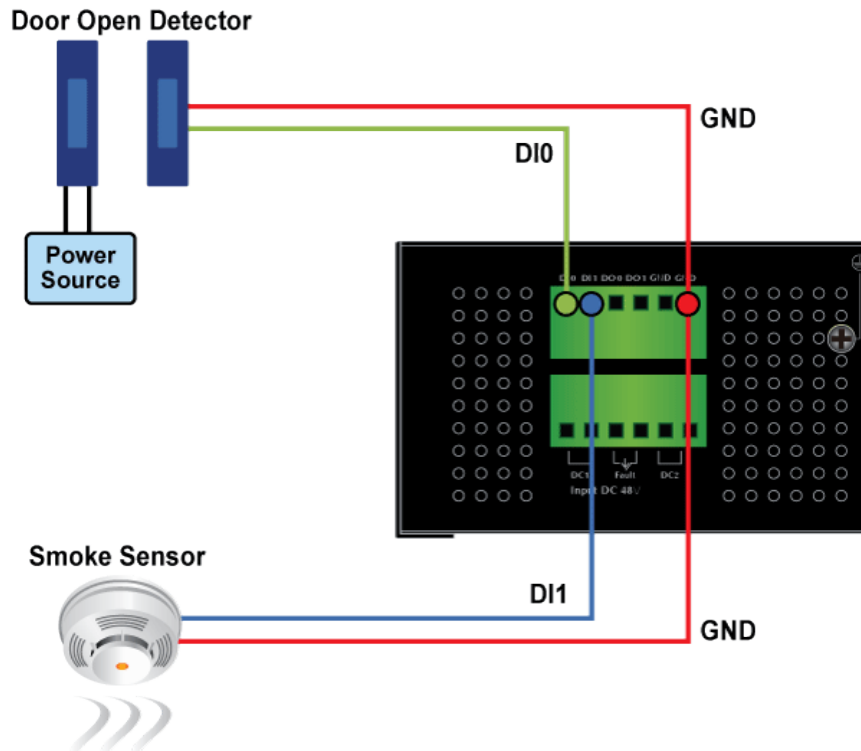 Door Open Detector
GND
DI0
Power
Source
DI0 DI1 DO0 DO1 GND GND
DC1 Fault DC2
Input DC 48V
Smoke Sensor
DI1
GND